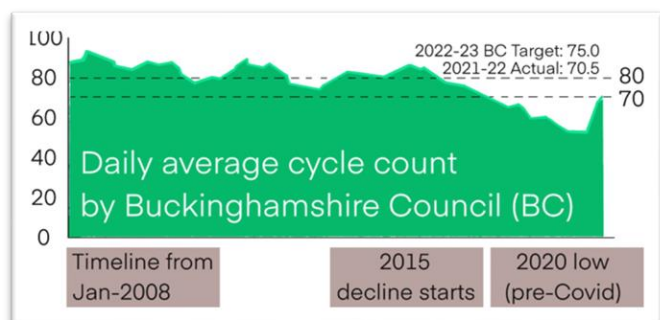 100
2022-23 BC Target: 75.0
2021-22 Actual: 70.5
80
80
70
60
40
20
0
Daily average cycle count
by Buckinghamshire Council (BC)
Timeline from
Jan-2008
2015
decline starts
2020 low
(pre-Covid)